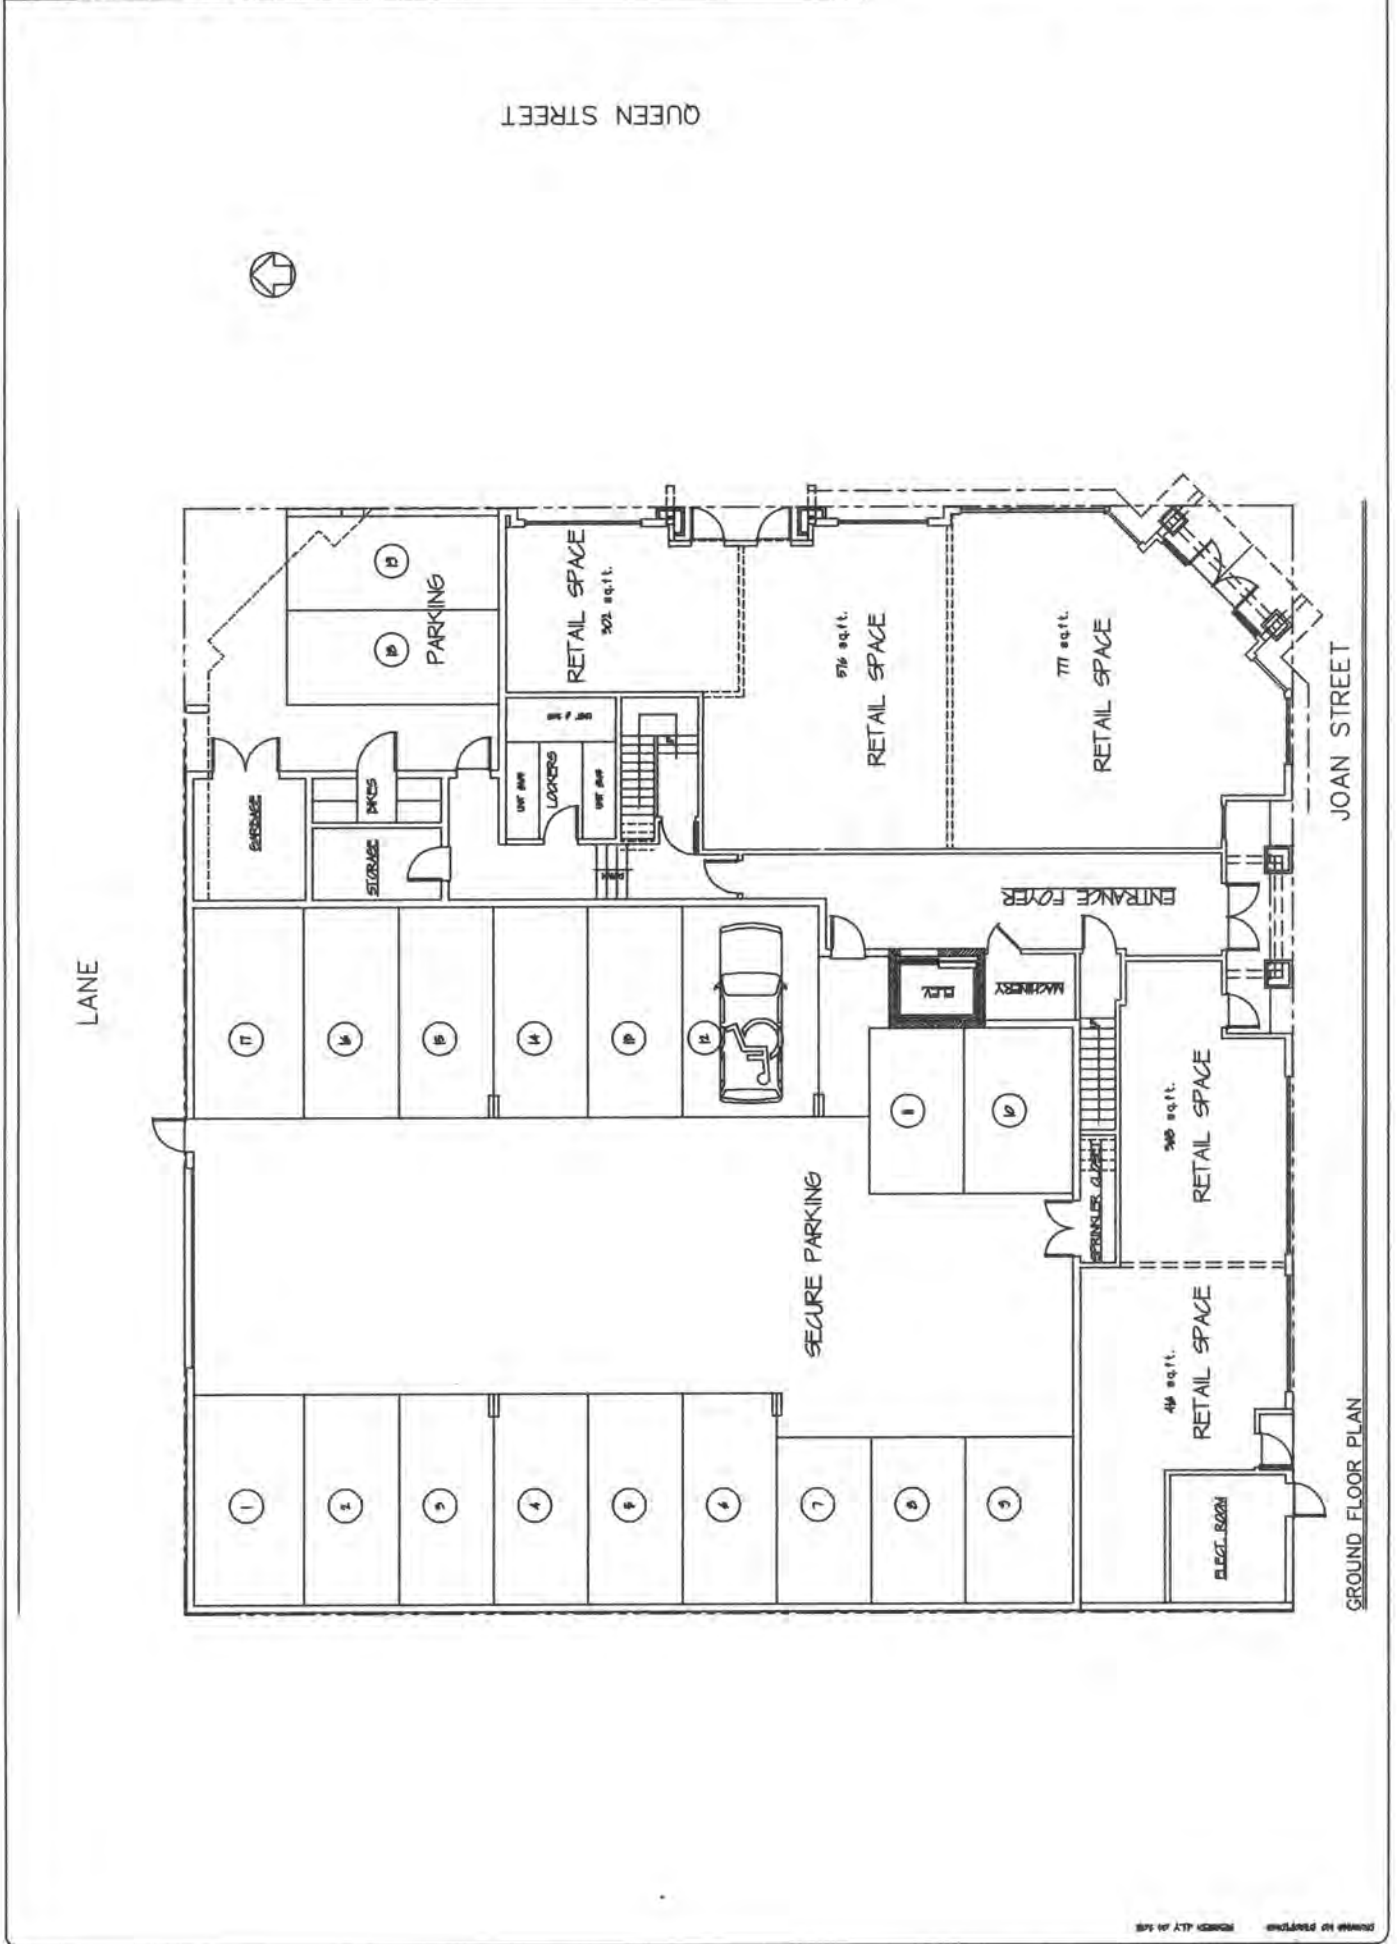 QUEEN STREET
LANE
JOAN STREET
GROUND FLOOR PLAN
PARKING
19
18
RETAIL SPACE
302 sq.ft.
576 sq.ft.
RETAIL SPACE
777 sq.ft.
RETAIL SPACE
LOCKERS
GARBAGE
BIKES
STORAGE
ENTRANCE FOYER
ELEV.
MACHINERY
17
16
15
14
13
12
11
10
SECURE PARKING
SPRINKLER CLOSET
RETAIL SPACE
RETAIL SPACE
1
2
3
4
5
6
7
8
9
ELECT. ROOM